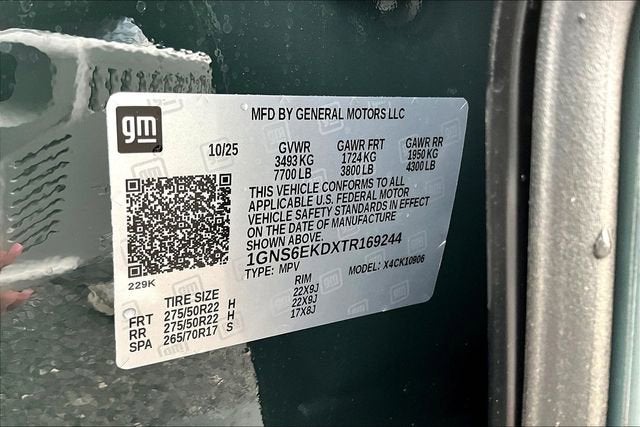 gm
MFD BY GENERAL MOTORS LLC
10/25 GVWR GAWR FRT GAWR RR
3493 KG 1724 KG 1950 KG
7700 LB 3800 LB 4300 LB
THIS VEHICLE CONFORMS TO ALL
APPLICABLE U.S. FEDERAL MOTOR
VEHICLE SAFETY STANDARDS IN EFFECT
ON THE DATE OF MANUFACTURE
SHOWN ABOVE.
1GNS6EKDXTR169244
TYPE: MPV MODEL: X4CK10906
229K
TIRE SIZE RIM
FRT 275/50R22 H 22X9J
RR 275/50R22 H 22X9J
SPA 265/70R17 S 17X8J